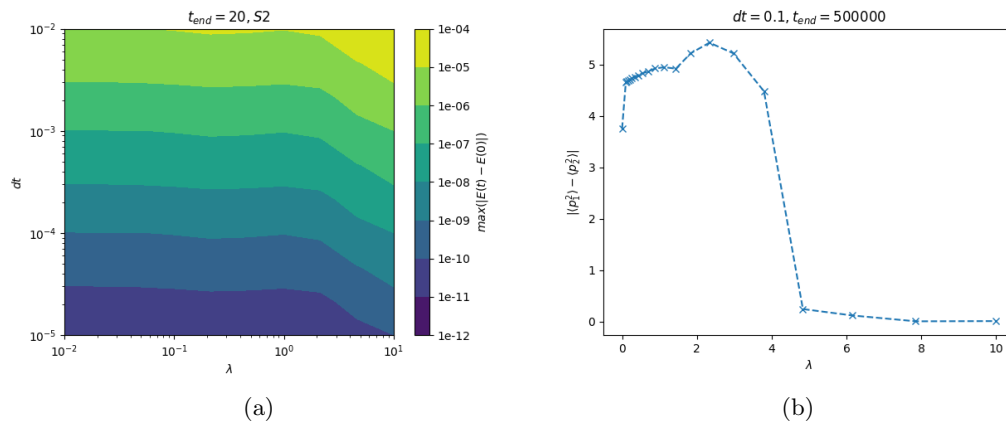 t_end = 20, S2
10^-2
10^-3
10^-4
10^-5
dt
10^-2 10^-1 10^0 10^1
λ
1e-04
1e-05
1e-06
1e-07
1e-08
1e-09
1e-10
1e-11
1e-12
max(|E(t) − E(0)|)
(a)
dt = 0.1, t_end = 500000
5
4
3
2
1
0
|⟨p_1^2⟩ − ⟨p_2^2⟩|
0 2 4 6 8 10
λ
(b)